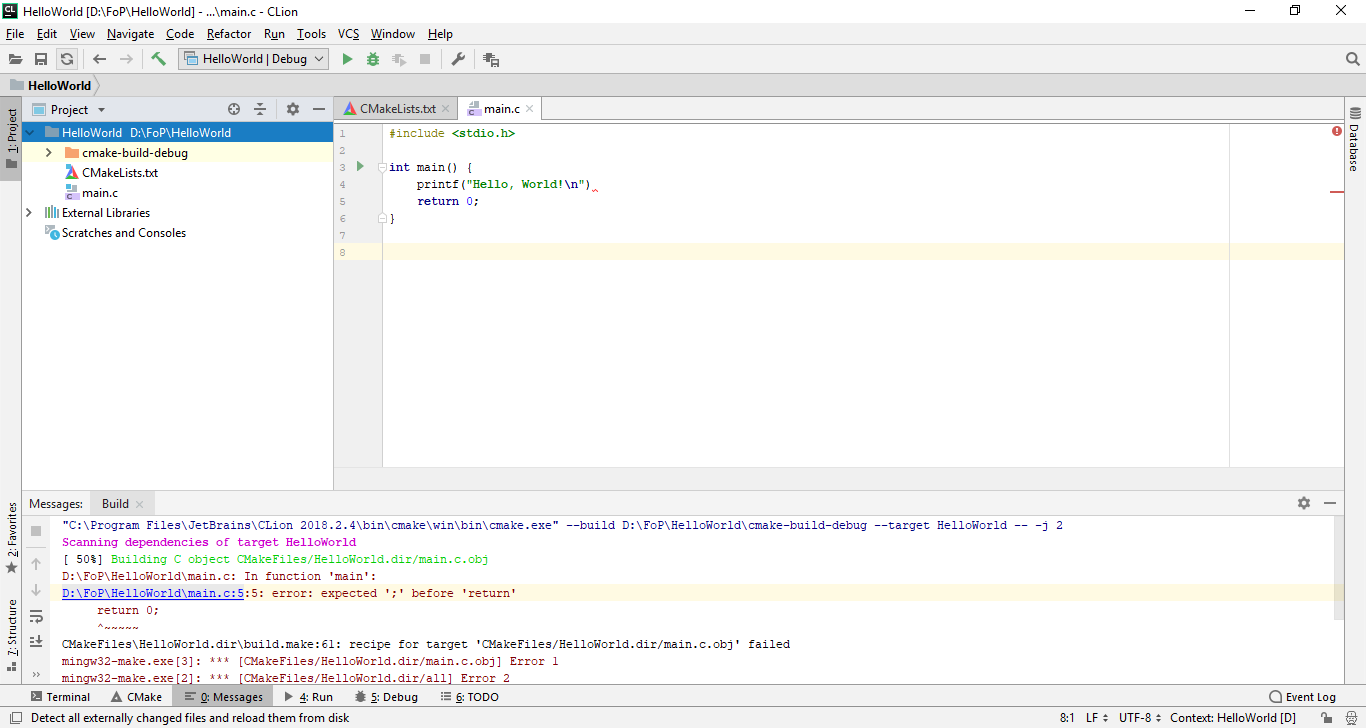 HelloWorld [D:\FoP\HelloWorld] - ...\main.c - CLion
File Edit View Navigate Code Refactor Run Tools VCS Window Help
HelloWorld | Debug
HelloWorld
1: Project
Project
HelloWorld D:\FoP\HelloWorld
cmake-build-debug
CMakeLists.txt
main.c
External Libraries
Scratches and Consoles
CMakeLists.txt
main.c
1 #include <stdio.h>
2
3 int main() {
4 printf("Hello, World!\n")
5 return 0;
6 }
7
8
Database
2: Favorites
7: Structure
Messages: Build
"C:\Program Files\JetBrains\CLion 2018.2.4\bin\cmake\win\bin\cmake.exe" --build D:\FoP\HelloWorld\cmake-build-debug --target HelloWorld -- -j 2
Scanning dependencies of target HelloWorld
[ 50%] Building C object CMakeFiles/HelloWorld.dir/main.c.obj
D:\FoP\HelloWorld\main.c: In function 'main':
D:\FoP\HelloWorld\main.c:5:5: error: expected ';' before 'return'
return 0;
^~~~~~
CMakeFiles\HelloWorld.dir\build.make:61: recipe for target 'CMakeFiles/HelloWorld.dir/main.c.obj' failed
mingw32-make.exe[3]: *** [CMakeFiles/HelloWorld.dir/main.c.obj] Error 1
mingw32-make.exe[2]: *** [CMakeFiles/HelloWorld.dir/all] Error 2
Terminal CMake 0: Messages 4: Run 5: Debug 6: TODO Event Log
Detect all externally changed files and reload them from disk 8:1 LF UTF-8 Context: HelloWorld [D]